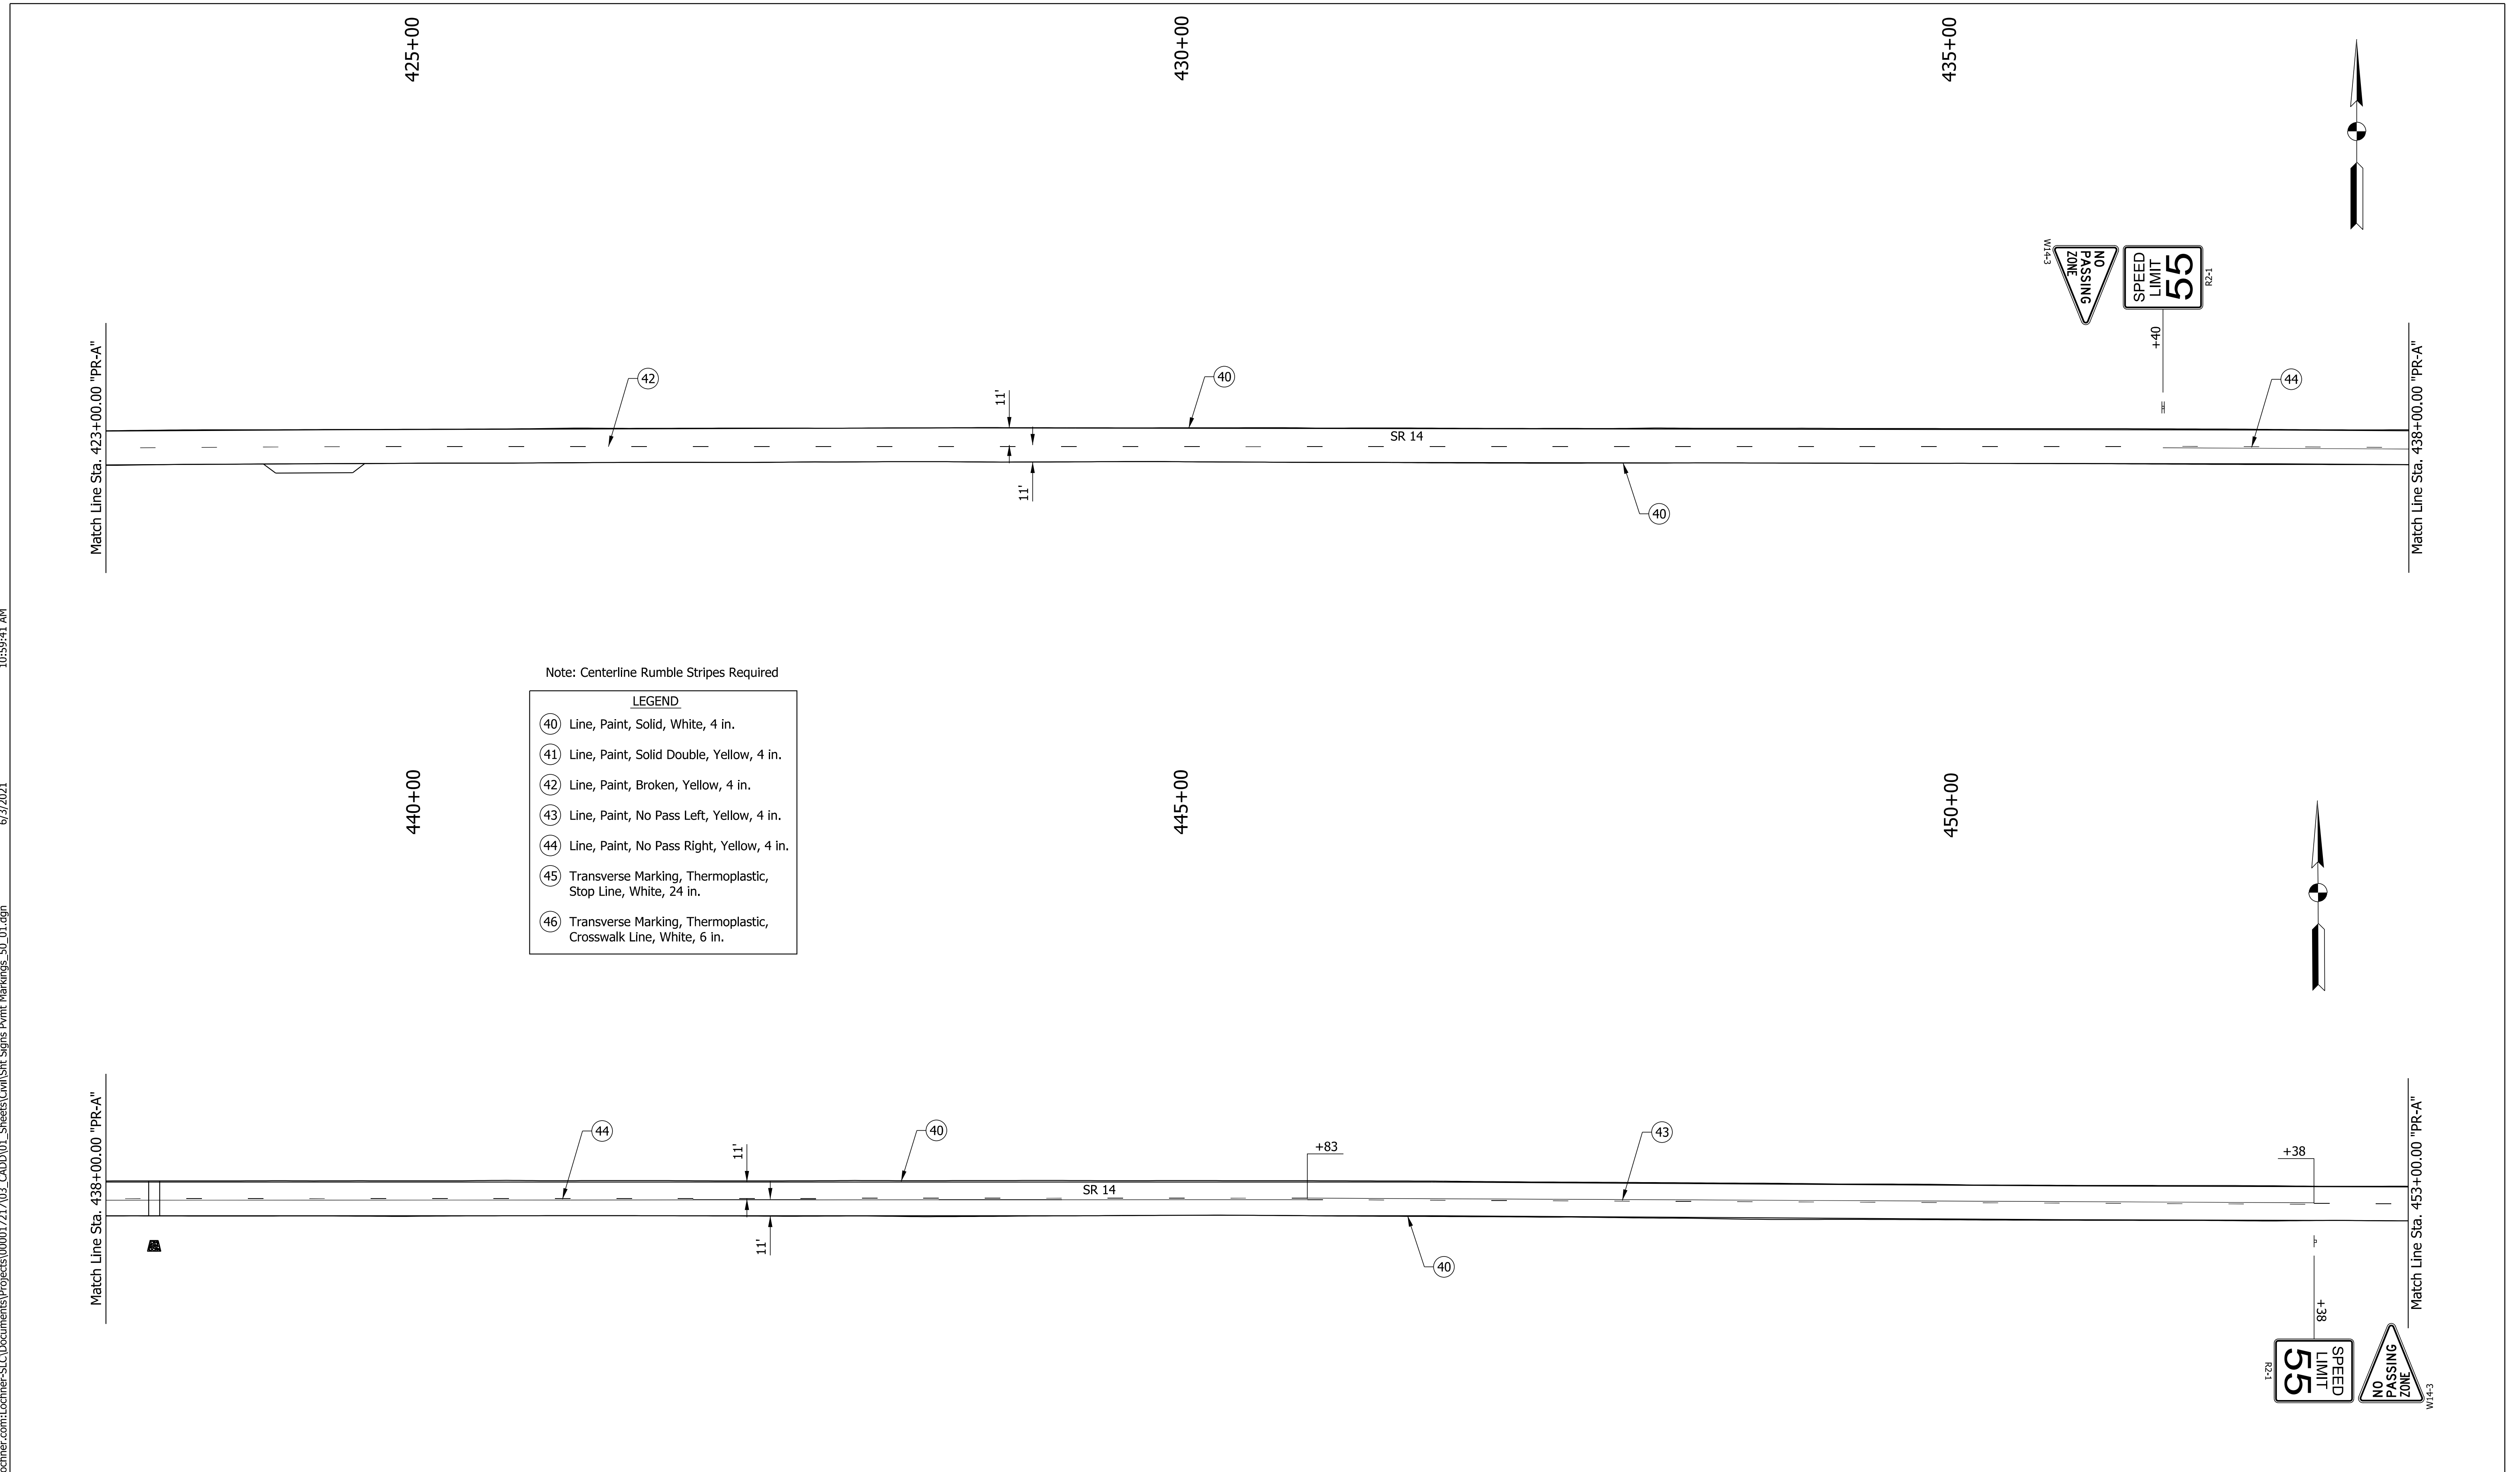 425+00
430+00
435+00
W14-3
NO
PASSING
ZONE
SPEED
LIMIT
55
R2-1
+40
Match Line Sta. 423+00.00 "PR-A"
42
11'
40
SR 14
44
11'
40
Match Line Sta. 438+00.00 "PR-A"
10:59:41 AM
6/3/2021
Note: Centerline Rumble Stripes Required
LEGEND
40 Line, Paint, Solid, White, 4 in.
41 Line, Paint, Solid Double, Yellow, 4 in.
42 Line, Paint, Broken, Yellow, 4 in.
43 Line, Paint, No Pass Left, Yellow, 4 in.
44 Line, Paint, No Pass Right, Yellow, 4 in.
45 Transverse Marking, Thermoplastic,
Stop Line, White, 24 in.
46 Transverse Marking, Thermoplastic,
Crosswalk Line, White, 6 in.
440+00
445+00
450+00
Match Line Sta. 438+00.00 "PR-A"
44
11'
40
SR 14
+83
43
+38
11'
40
Match Line Sta. 453+00.00 "PR-A"
+38
SPEED
LIMIT
55
R2-1
NO
PASSING
ZONE
W14-3